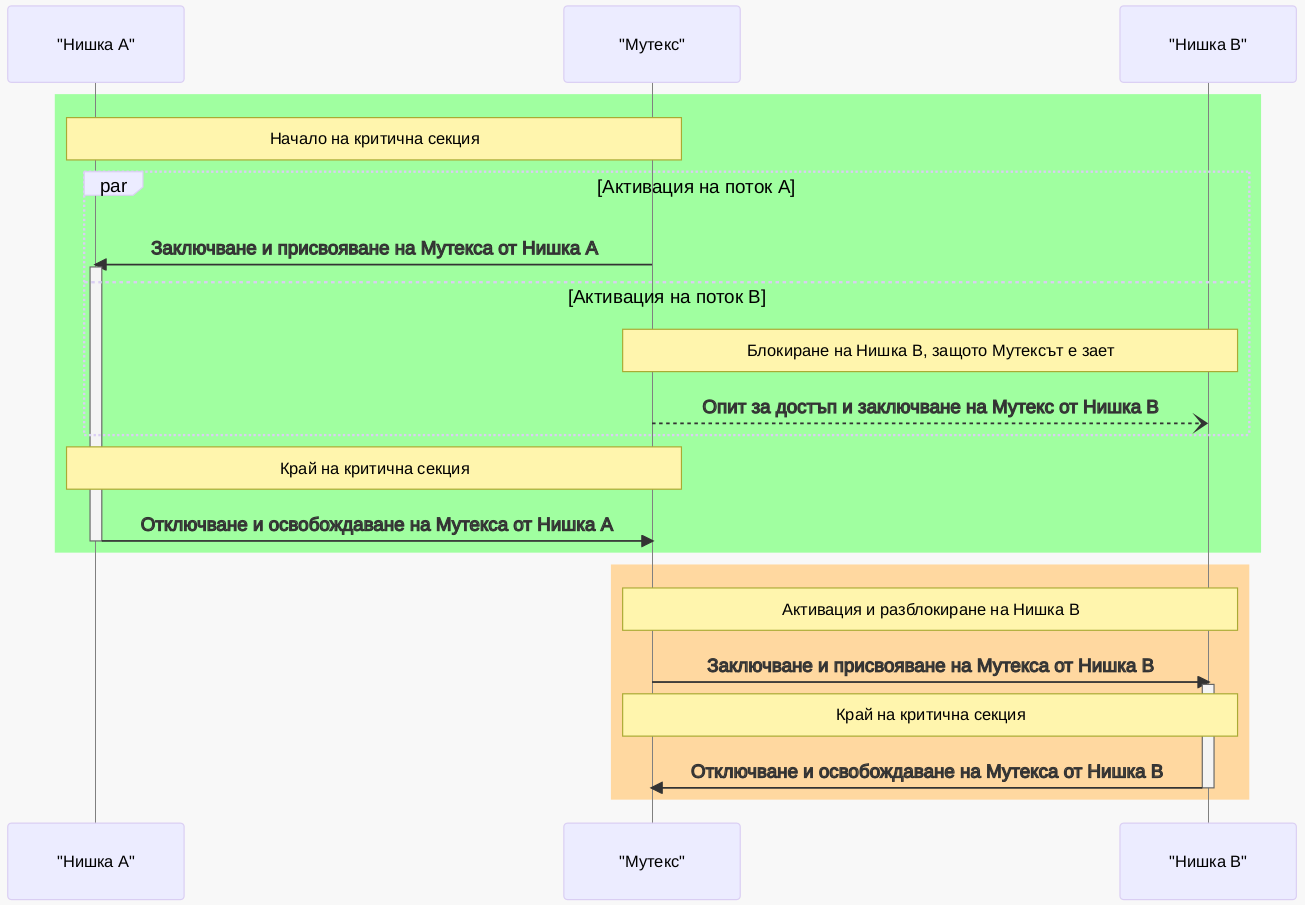 "Нишка А"
"Мутекс"
"Нишка В"
Начало на критична секция
par
[Активация на поток А]
Заключване и присвояване на Мутекса от Нишка А
[Активация на поток В]
Блокиране на Нишка В, защото Мутексът е зает
Опит за достъп и заключване на Мутекс от Нишка В
Край на критична секция
Отключване и освобождаване на Мутекса от Нишка А
Активация и разблокиране на Нишка В
Заключване и присвояване на Мутекса от Нишка В
Край на критична секция
Отключване и освобождаване на Мутекса от Нишка В
"Нишка А"
"Мутекс"
"Нишка В"